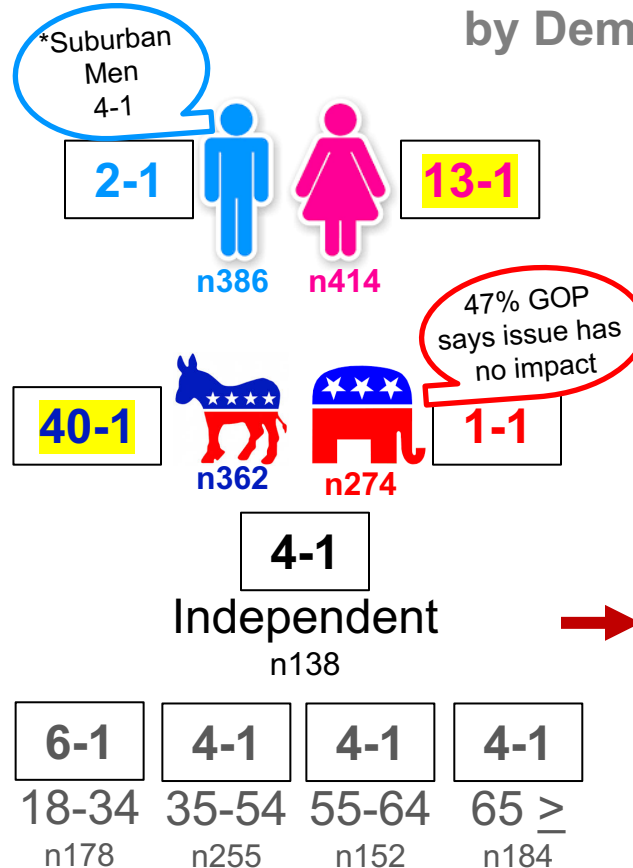 by Dem
*Suburban
Men
4-1
2-1
13-1
n386
n414
47% GOP
says issue has
no impact
40-1
1-1
n362
n274
4-1
Independent
n138
6-1
4-1
4-1
4-1
18-34
35-54
55-64
65 >
n178
n255
n152
n184